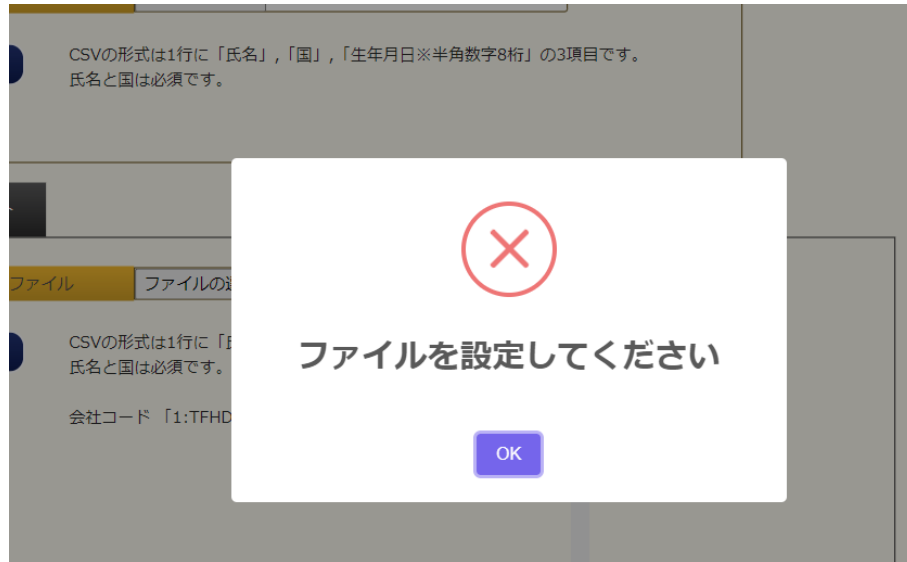 CSVの形式は1行に「氏名」,「国」,「生年月日※半角数字8桁」の3項目です。
氏名と国は必須です。
ファイルを設定してください
OK
ファイル
ファイルの
CSVの形式は1行に「
氏名と国は必須です。
会社コード 「1:TFHD